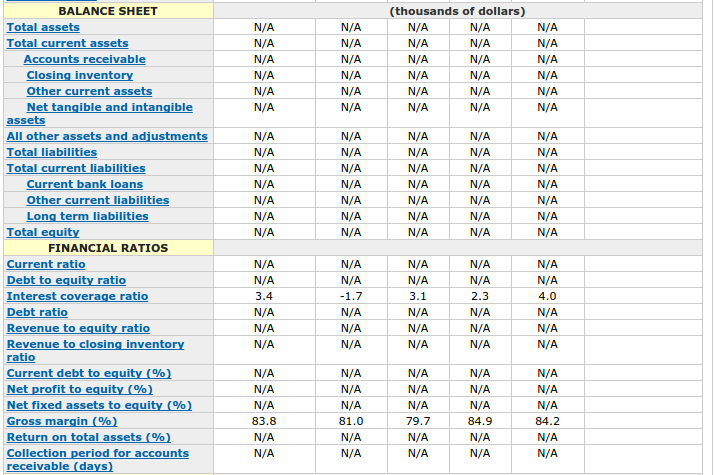 BALANCE SHEET (thousands of dollars)
Total assets N/A N/A N/A N/A N/A
Total current assets N/A N/A N/A N/A N/A
Accounts receivable N/A N/A N/A N/A N/A
Closing inventory N/A N/A N/A N/A N/A
Other current assets N/A N/A N/A N/A N/A
Net tangible and intangible N/A N/A N/A N/A N/A
assets
All other assets and adjustments N/A N/A N/A N/A N/A
Total liabilities N/A N/A N/A N/A N/A
Total current liabilities N/A N/A N/A N/A N/A
Current bank loans N/A N/A N/A N/A N/A
Other current liabilities N/A N/A N/A N/A N/A
Long term liabilities N/A N/A N/A N/A N/A
Total equity N/A N/A N/A N/A N/A
FINANCIAL RATIOS
Current ratio N/A N/A N/A N/A N/A
Debt to equity ratio N/A N/A N/A N/A N/A
Interest coverage ratio 3.4 -1.7 3.1 2.3 4.0
Debt ratio N/A N/A N/A N/A N/A
Revenue to equity ratio N/A N/A N/A N/A N/A
Revenue to closing inventory N/A N/A N/A N/A N/A
ratio
Current debt to equity (%) N/A N/A N/A N/A N/A
Net profit to equity (%) N/A N/A N/A N/A N/A
Net fixed assets to equity (%) N/A N/A N/A N/A N/A
Gross margin (%) 83.8 81.0 79.7 84.9 84.2
Return on total assets (%) N/A N/A N/A N/A N/A
Collection period for accounts N/A N/A N/A N/A N/A
receivable (days)